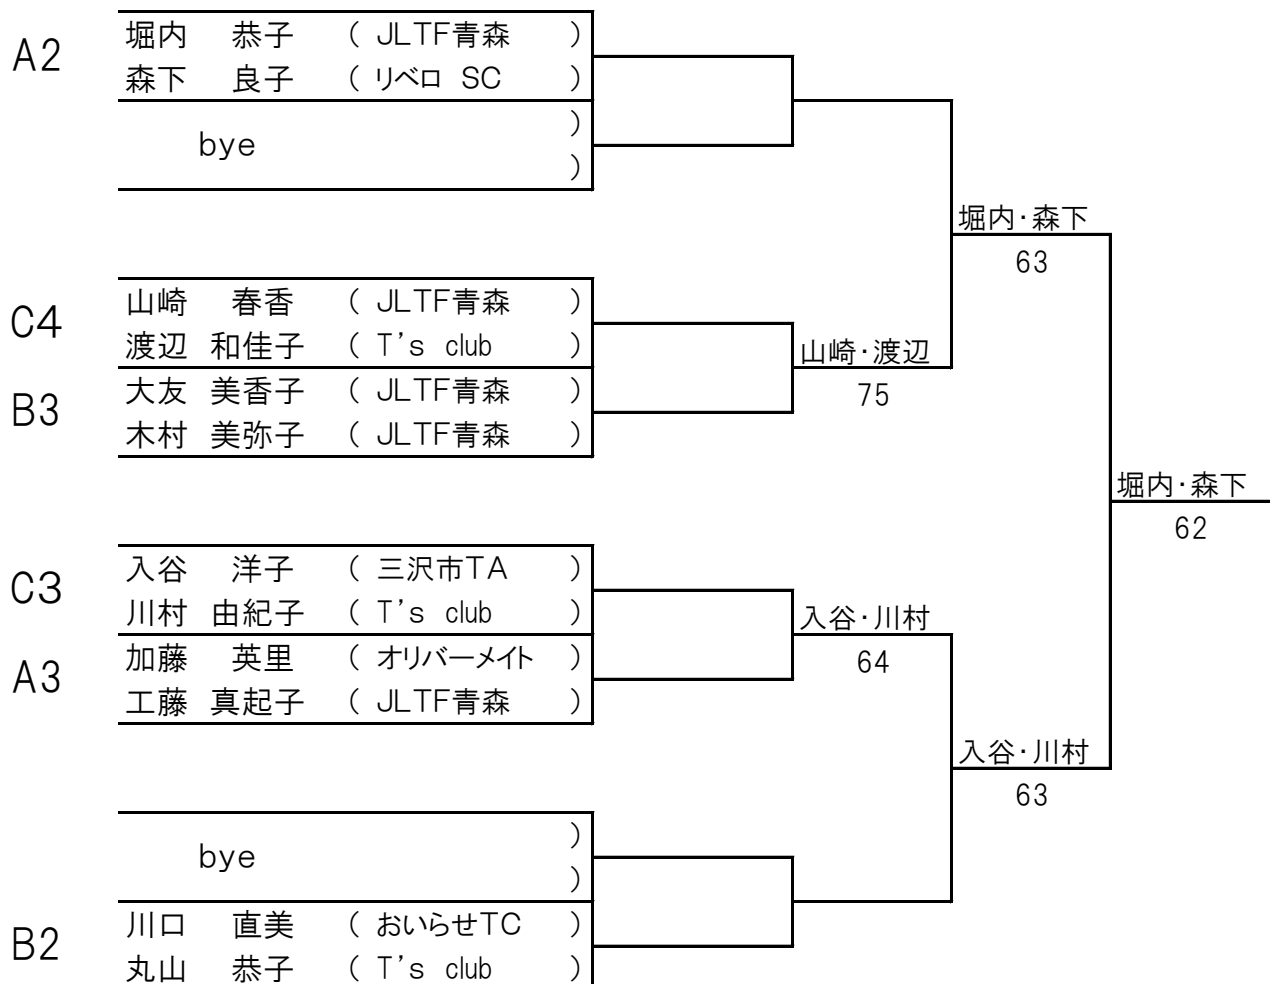 A2
堀内 恭子 ( JLTF青森 )
森下 良子 ( リベロ SC )
bye )
)
堀内・森下
63
C4
山崎 春香 ( JLTF青森 )
渡辺 和佳子 ( T's club )
山崎・渡辺
75
B3
大友 美香子 ( JLTF青森 )
木村 美弥子 ( JLTF青森 )
堀内・森下
62
C3
入谷 洋子 ( 三沢市TA )
川村 由紀子 ( T's club )
入谷・川村
64
A3
加藤 英里 ( オリバーメイト )
工藤 真起子 ( JLTF青森 )
入谷・川村
63
bye )
)
B2
川口 直美 ( おいらせTC )
丸山 恭子 ( T's club )